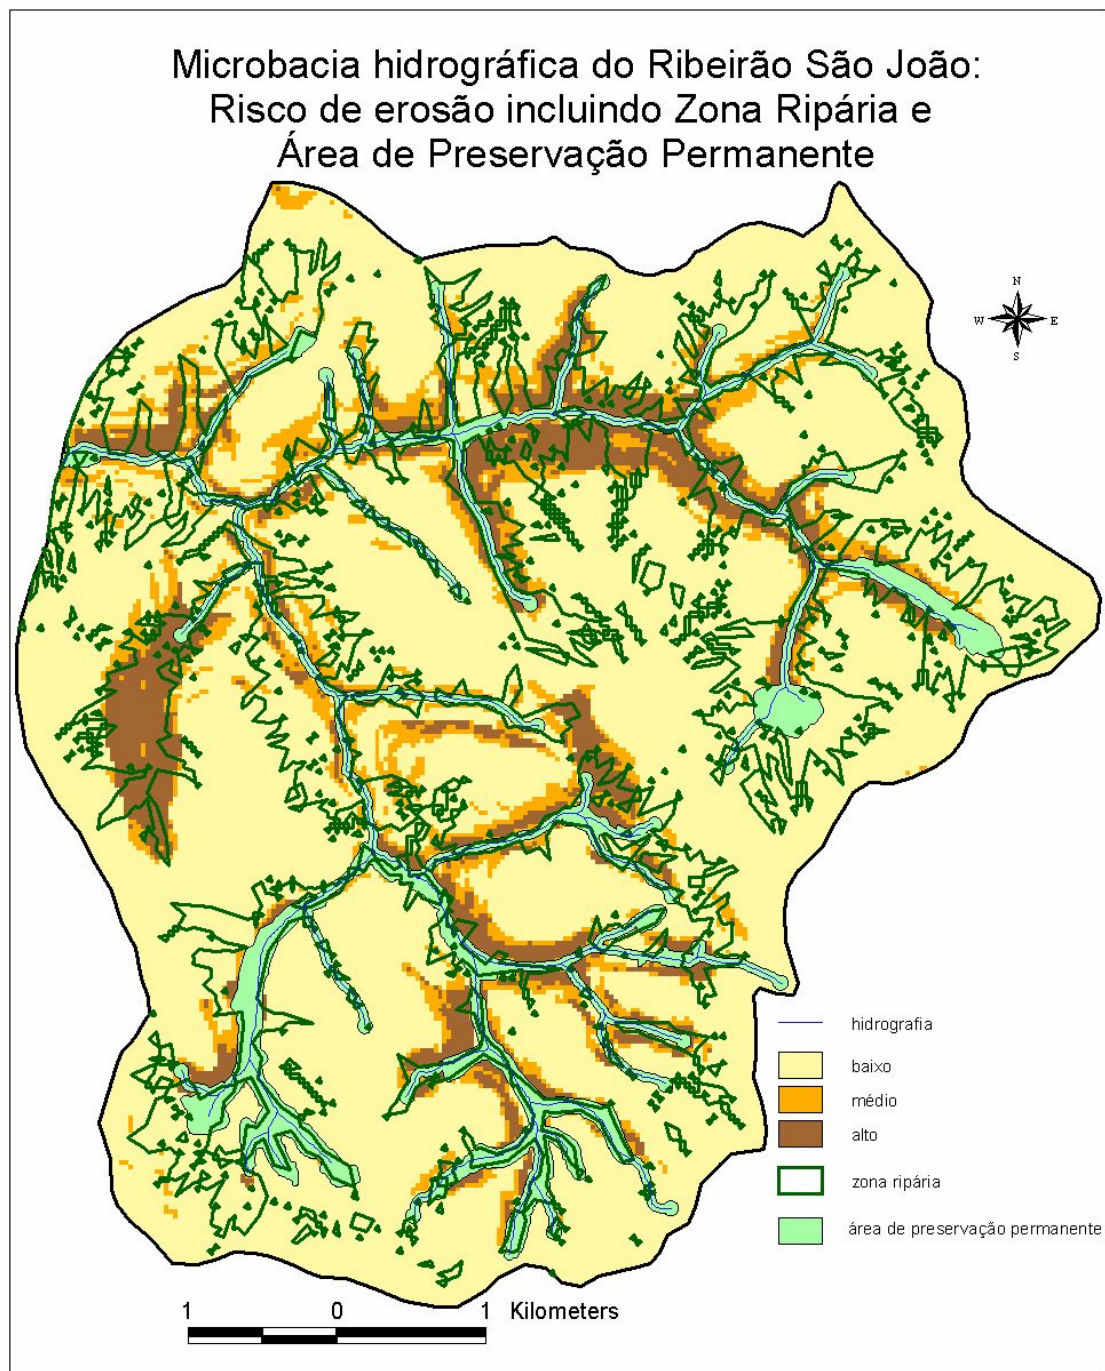 Microbacia hidrográfica do Ribeirão São João:
Risco de erosão incluindo Zona Ripária e
Área de Preservação Permanente
N
W E
S
hidrografia
baixo
médio
alto
zona ripária
área de preservação permanente
1 0 1 Kilometers